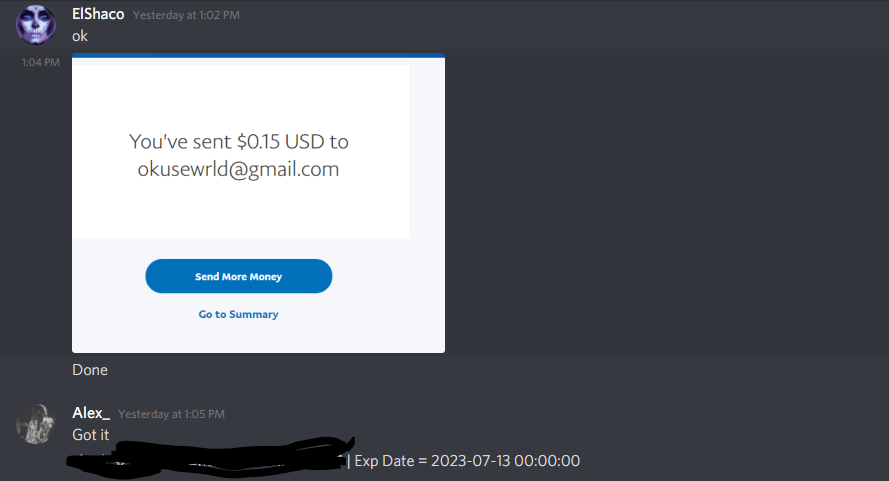 ElShaco Yesterday at 1:02 PM
ok
1:04 PM
You've sent $0.15 USD to
okusewrld@gmail.com
Send More Money
Go to Summary
Done
Alex_ Yesterday at 1:05 PM
Got it
| Exp Date = 2023-07-13 00:00:00